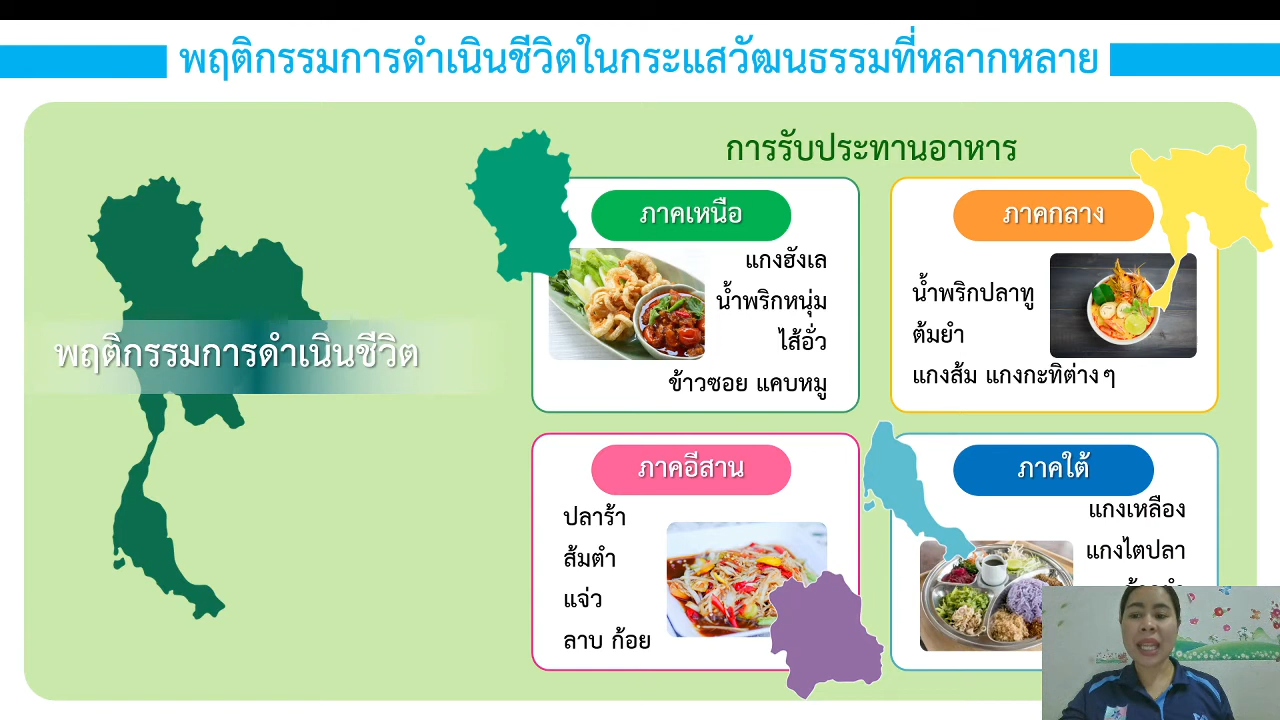 พฤติกรรมการดำเนินชีวิตในกระแสวัฒนธรรมที่หลากหลาย
พฤติกรรมการดำเนินชีวิต
การรับประทานอาหาร
ภาคเหนือ
แกงฮังเล
น้ำพริกหนุ่ม
ไส้อั่ว
ข้าวซอย แคบหมู
ภาคกลาง
น้ำพริกปลาทู
ต้มยำ
แกงส้ม แกงกะทิต่างๆ
ภาคอีสาน
ปลาร้า
ส้มตำ
แจ่ว
ลาบ ก้อย
ภาคใต้
แกงเหลือง
แกงไตปลา